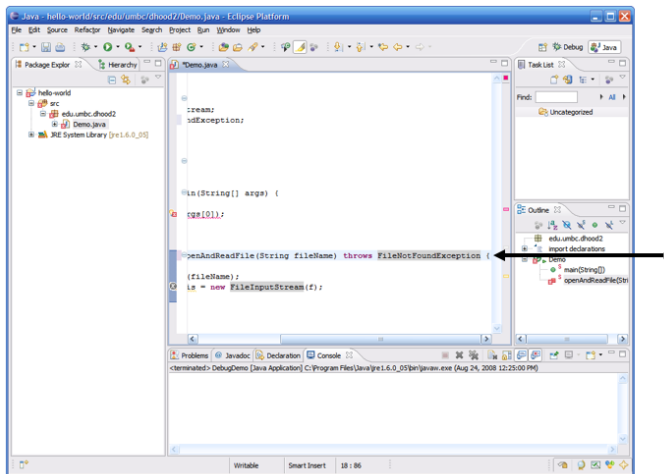 Java - hello-world/src/edu/umbc/dhood2/Demo.java - Eclipse Platform
File Edit Source Refactor Navigate Search Project Run Window Help
Debug Java
Package Explor Hierarchy
hello-world
src
edu.umbc.dhood2
Demo.java
JRE System Library [jre1.6.0_05]
*Demo.java
tream;
ndException;
in(String[] args) {
rgs[0]);
penAndReadFile(String fileName) throws FileNotFoundException {
(fileName);
is = new FileInputStream(f);
Task List
Find: All
Uncategorized
Outline
edu.umbc.dhood2
import declarations
Demo
main(String[])
openAndReadFile(Stri
Problems Javadoc Declaration Console
<terminated> DebugDemo [Java Application] C:\Program Files\Java\jre1.6.0_05\bin\javaw.exe (Aug 24, 2008 12:25:00 PM)
Writable Smart Insert 18 : 86